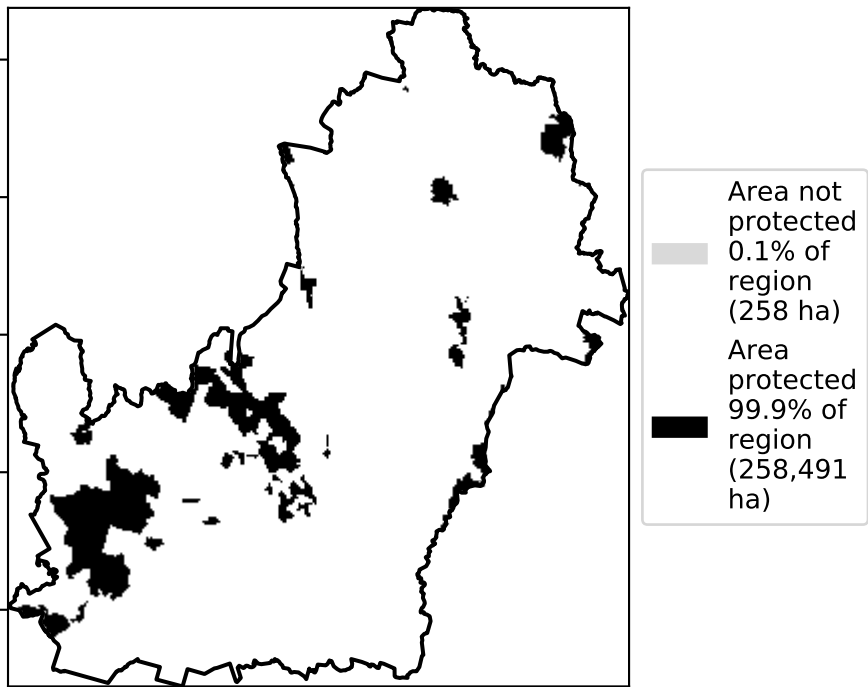 Area not
protected
0.1% of
region
(258 ha)
Area
protected
99.9% of
region
(258,491
ha)